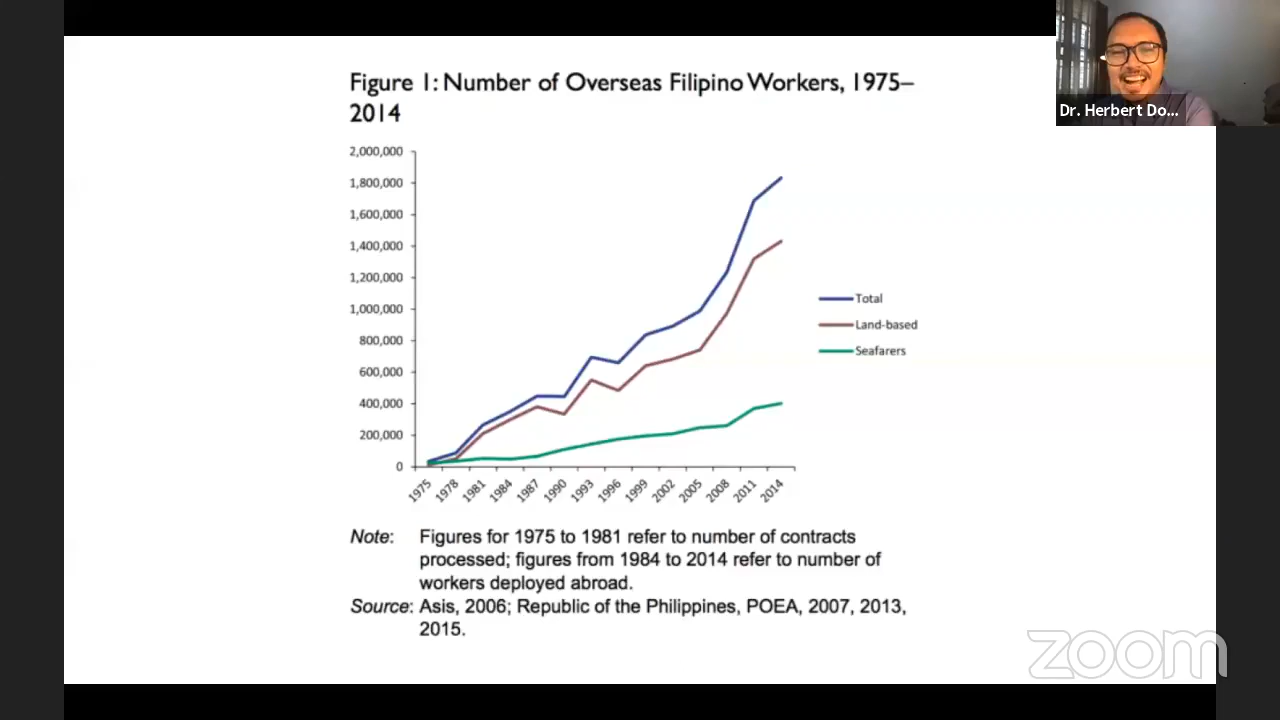 Figure 1: Number of Overseas Filipino Workers, 1975–
2014
Dr. Herbert Do...
2,000,000
1,800,000
1,600,000
1,400,000
1,200,000
1,000,000
800,000
600,000
400,000
200,000
0
Total
Land-based
Seafarers
1975 1978 1981 1984 1987 1990 1993 1996 1999 2002 2005 2008 2011 2014
Note: Figures for 1975 to 1981 refer to number of contracts
processed; figures from 1984 to 2014 refer to number of
workers deployed abroad.
Source: Asis, 2006; Republic of the Philippines, POEA, 2007, 2013,
2015.
zoom